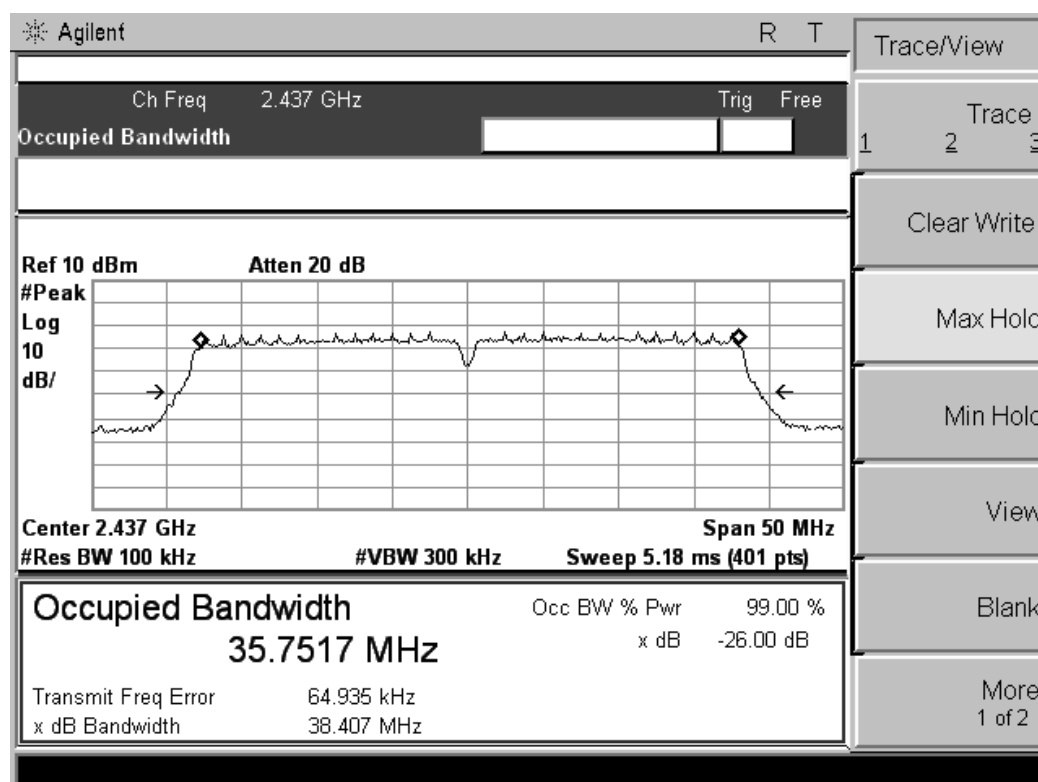 Agilent R T
Trace/View
Ch Freq 2.437 GHz Trig Free
Occupied Bandwidth
Trace
1 2 3
Clear Write
Ref 10 dBm Atten 20 dB
#Peak
Log
10
dB/
Max Hold
Min Hold
View
Center 2.437 GHz Span 50 MHz
#Res BW 100 kHz #VBW 300 kHz Sweep 5.18 ms (401 pts)
Occupied Bandwidth Occ BW % Pwr 99.00 %
35.7517 MHz x dB -26.00 dB
Blank
Transmit Freq Error 64.935 kHz
x dB Bandwidth 38.407 MHz
More
1 of 2